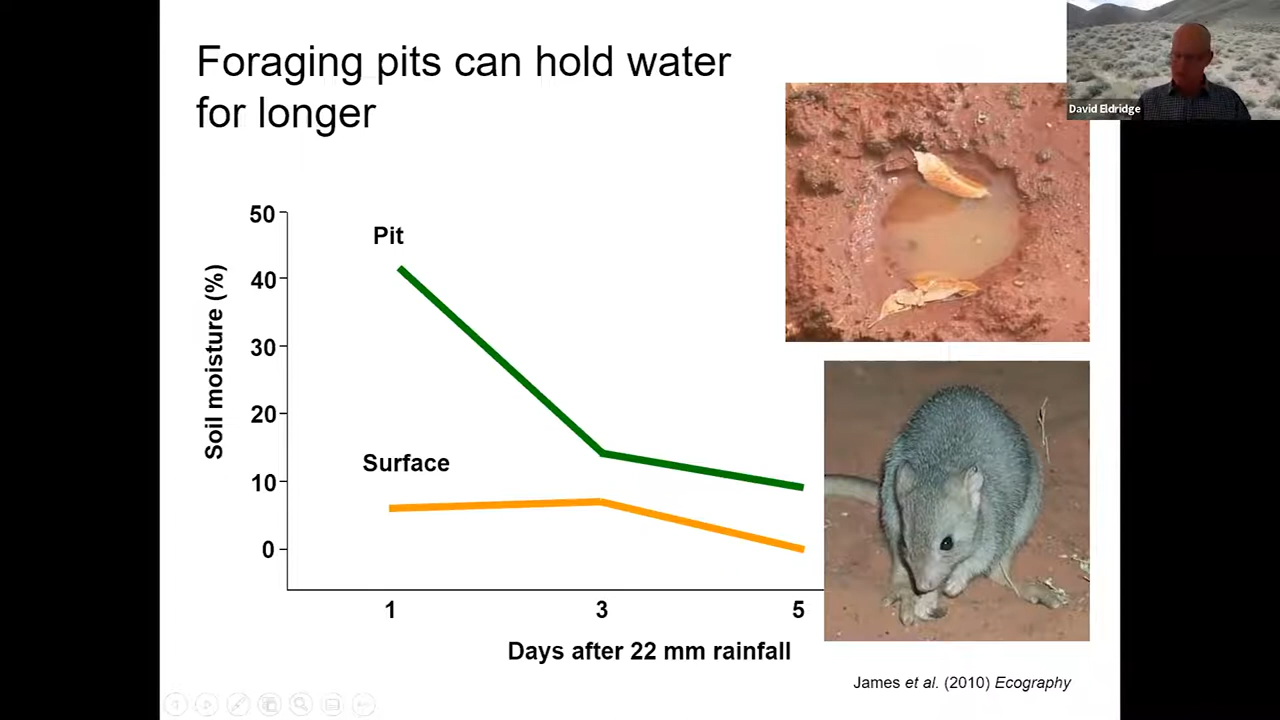 Foraging pits can hold water
for longer
David Eldridge
50
40
30
20
10
0
Soil moisture (%)
Pit
Surface
1
3
5
Days after 22 mm rainfall
James et al. (2010) Ecography